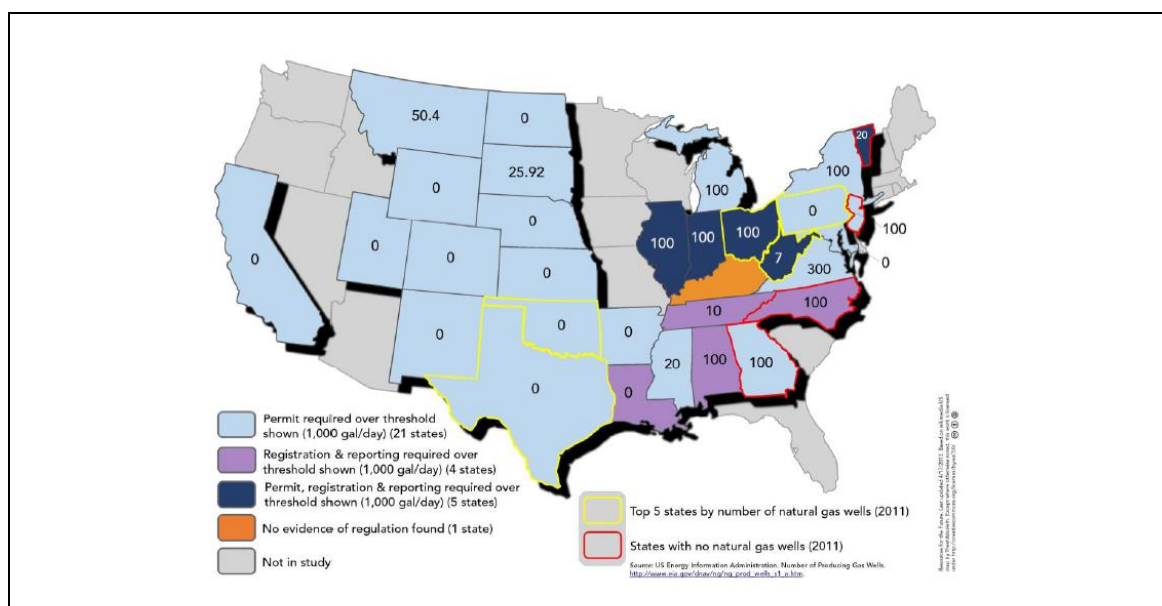 50.4
0
20
0
25.92
100
100
0
0
0
100
100
100
100
0
0
0
0
7
300
0
10
100
0
0
0
20
100
100
0
0
Permit required over threshold
shown (1,000 gal/day) (21 states)
Registration & reporting required over
threshold shown (1,000 gal/day) (4 states)
Permit, registration & reporting required over
threshold shown (1,000 gal/day) (5 states)
No evidence of regulation found (1 state)
Not in study
Top 5 states by number of natural gas wells (2011)
States with no natural gas wells (2011)
Source: US Energy Information Administration. Number of Producing Gas Wells.
http://www.eia.gov/dnav/ng/ng_prod_wells_s1_a.htm.